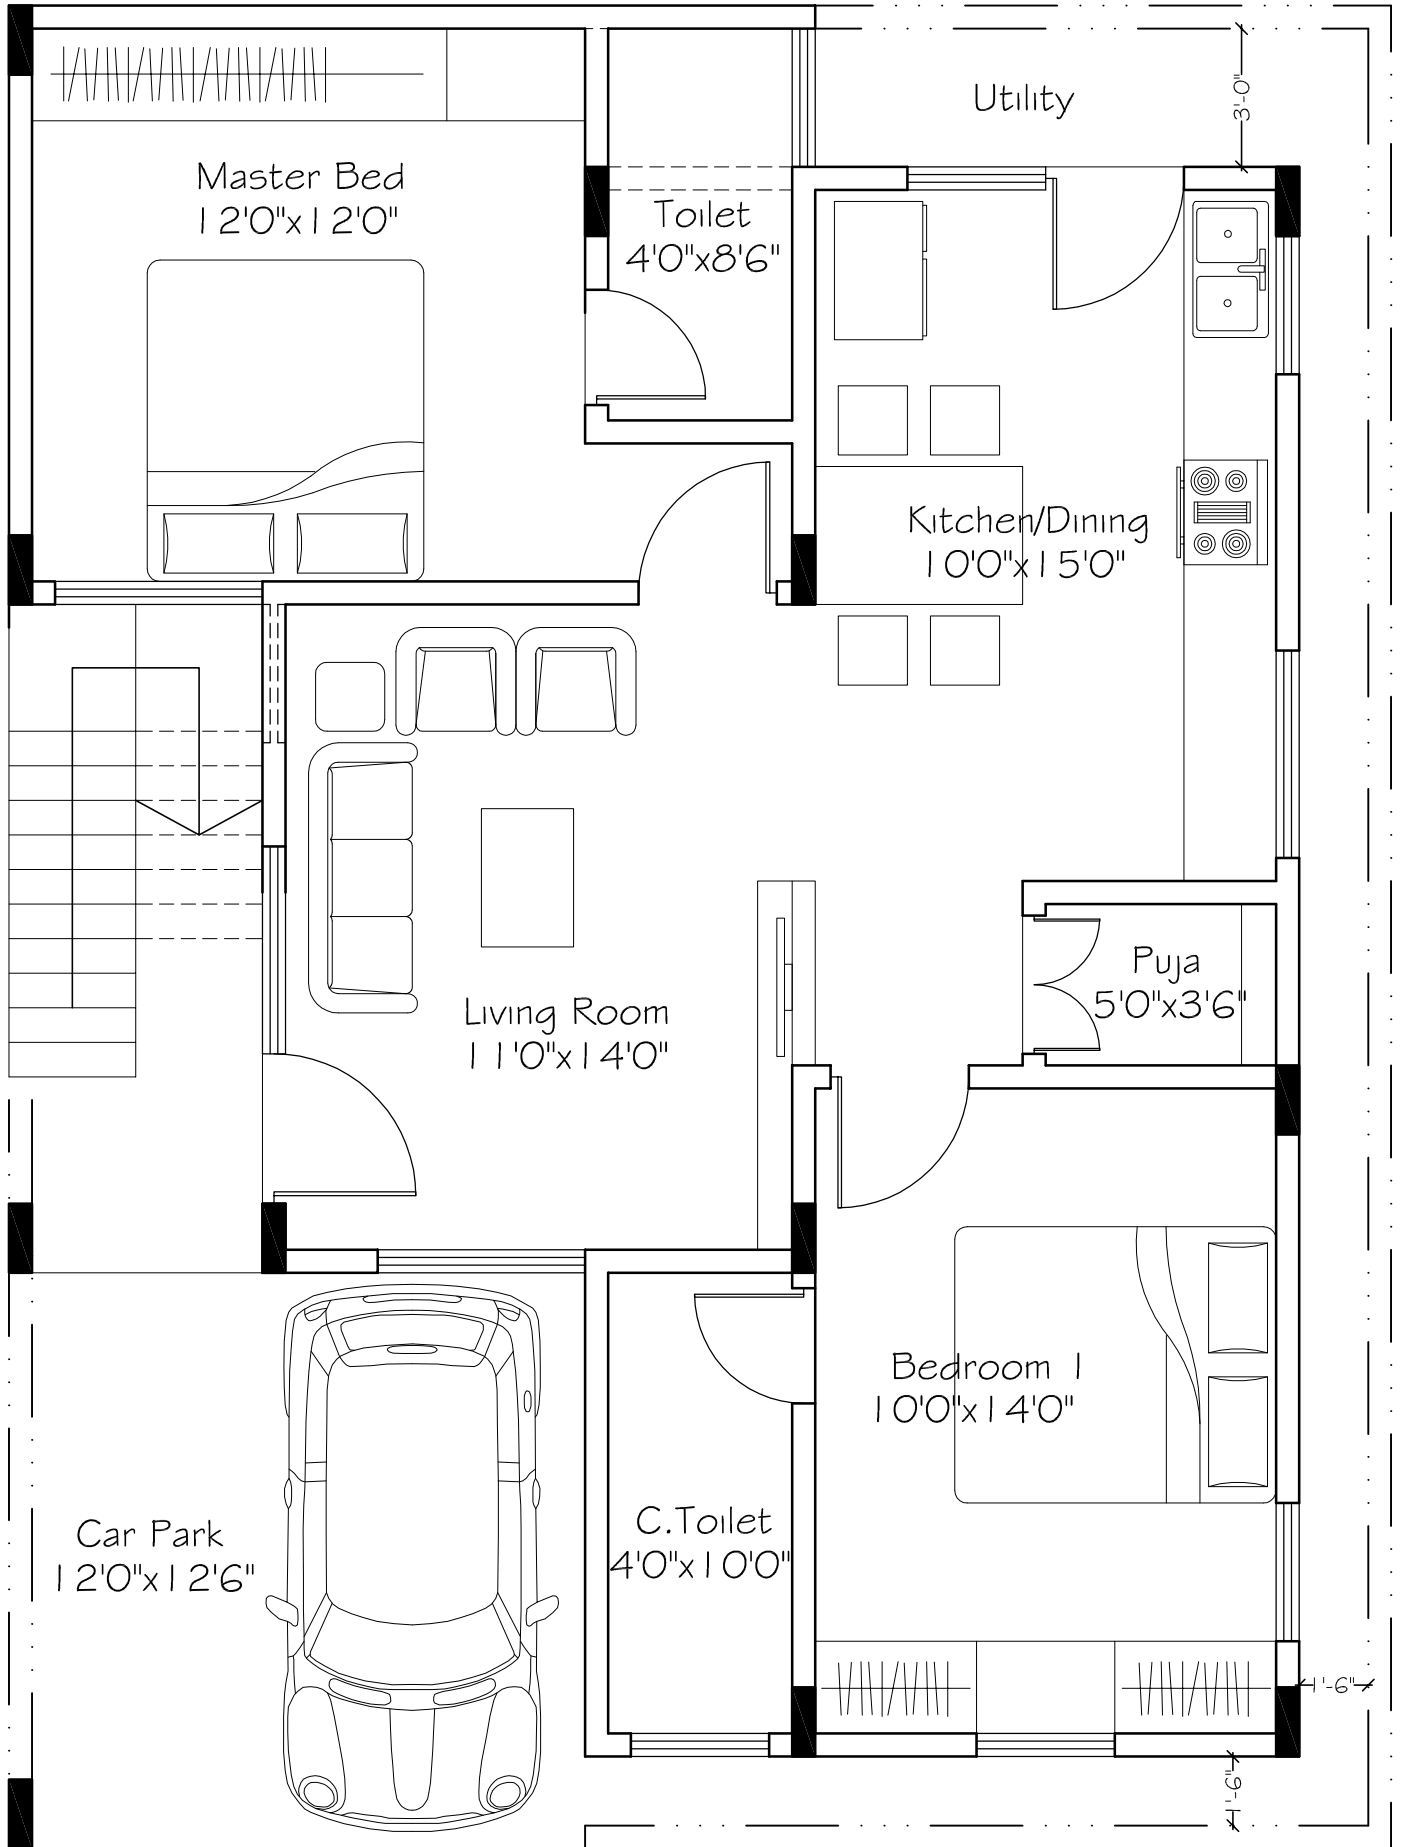 Utility
3'-0"
Master Bed
12'0"x12'0"
Toilet
4'0"x8'6"
Kitchen/Dining
10'0"x15'0"
Puja
5'0"x3'6"
Living Room
11'0"x14'0"
Bedroom 1
10'0"x14'0"
C.Toilet
4'0"x10'0"
Car Park
12'0"x12'6"
1'-6"
1'-6"